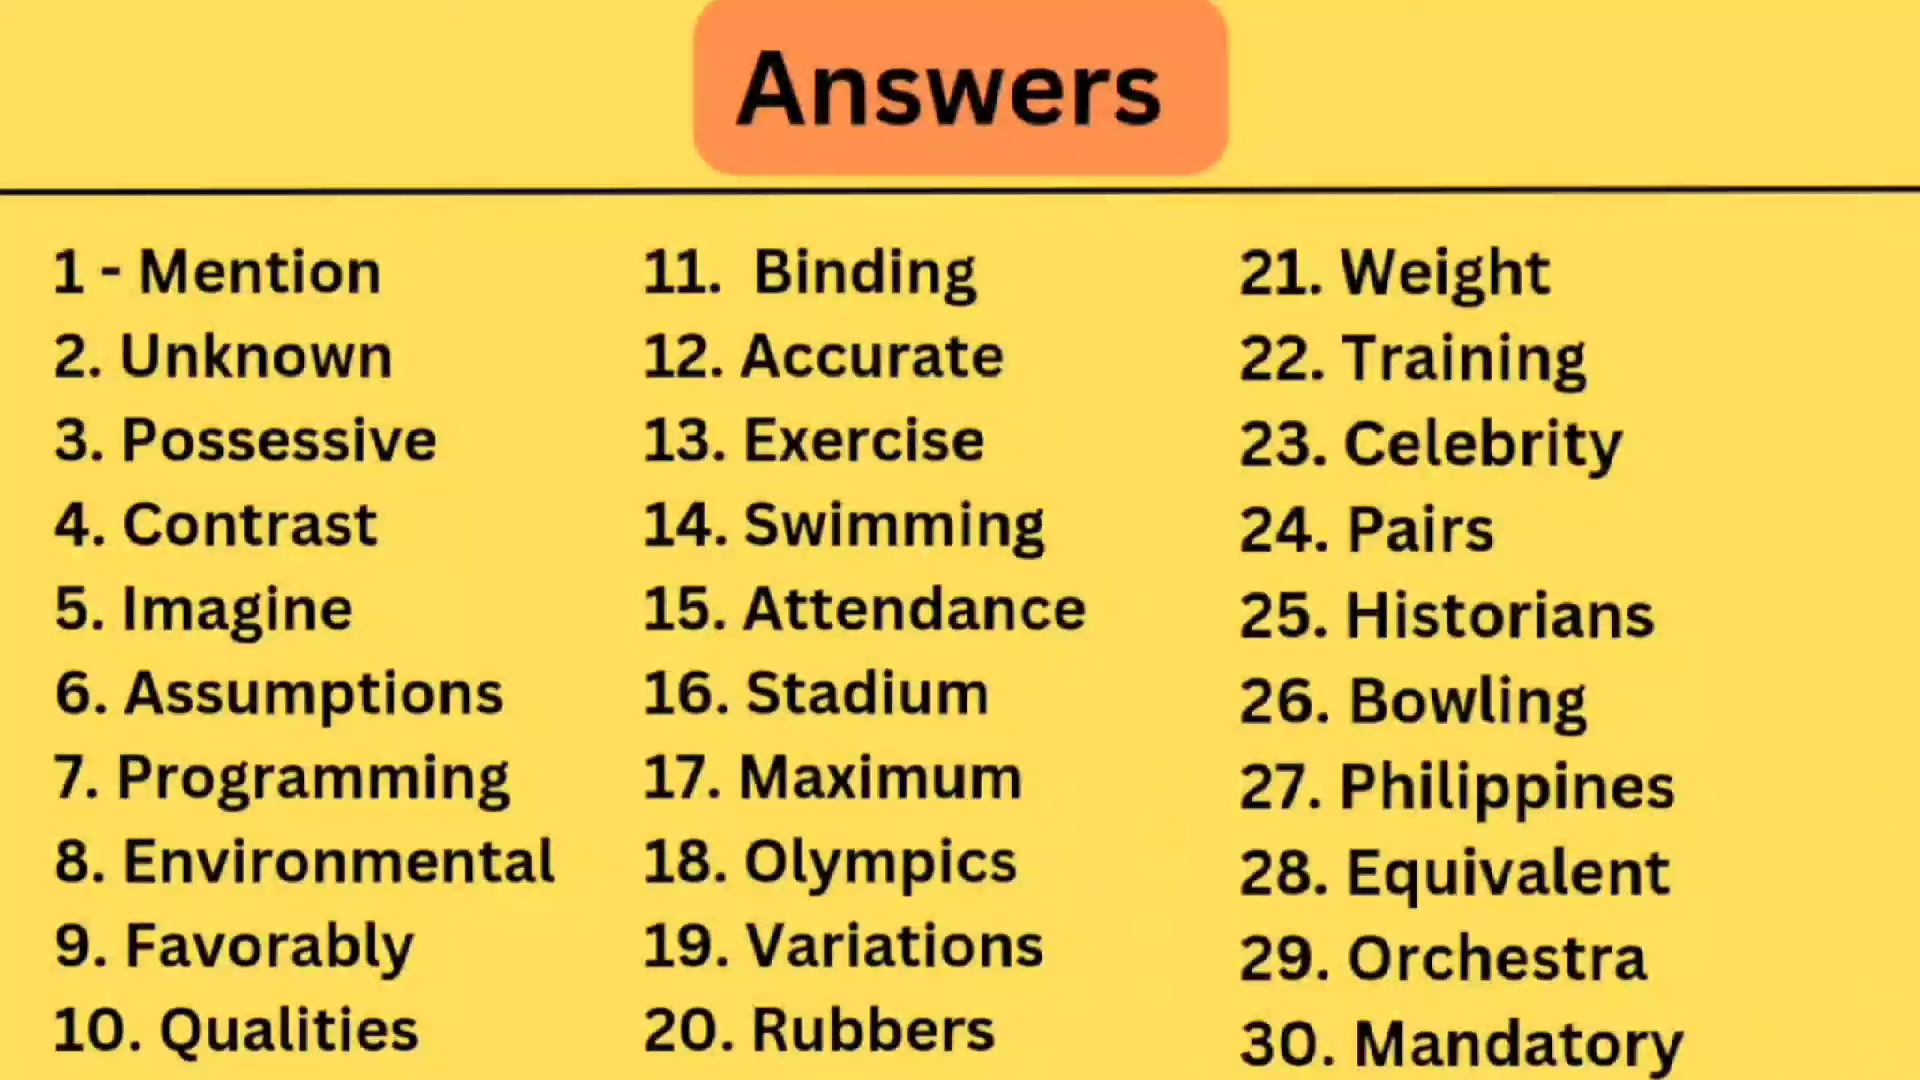 Answers
1 - Mention
2. Unknown
3. Possessive
4. Contrast
5. Imagine
6. Assumptions
7. Programming
8. Environmental
9. Favorably
10. Qualities
11. Binding
12. Accurate
13. Exercise
14. Swimming
15. Attendance
16. Stadium
17. Maximum
18. Olympics
19. Variations
20. Rubbers
21. Weight
22. Training
23. Celebrity
24. Pairs
25. Historians
26. Bowling
27. Philippines
28. Equivalent
29. Orchestra
30. Mandatory